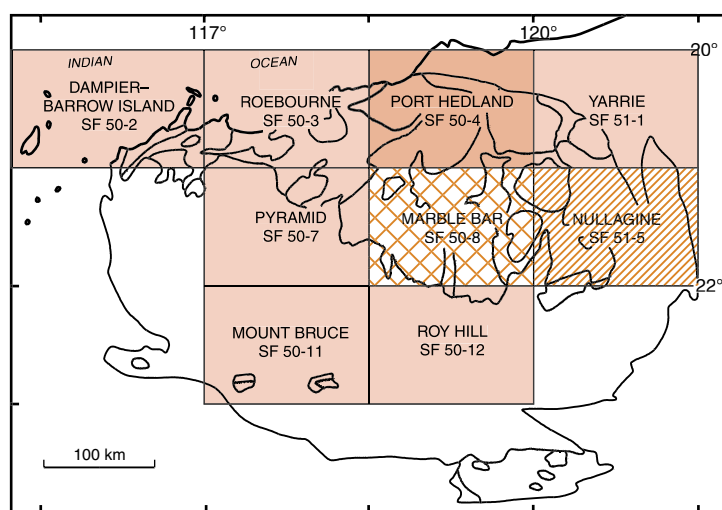 117°
120°
20°
INDIAN
OCEAN
DAMPIER–
BARROW ISLAND
SF 50-2
ROEBOURNE
SF 50-3
PORT HEDLAND
SF 50-4
YARRIE
SF 51-1
PYRAMID
SF 50-7
MARBLE BAR
SF 50-8
NULLAGINE
SF 51-5
22°
MOUNT BRUCE
SF 50-11
ROY HILL
SF 50-12
100 km